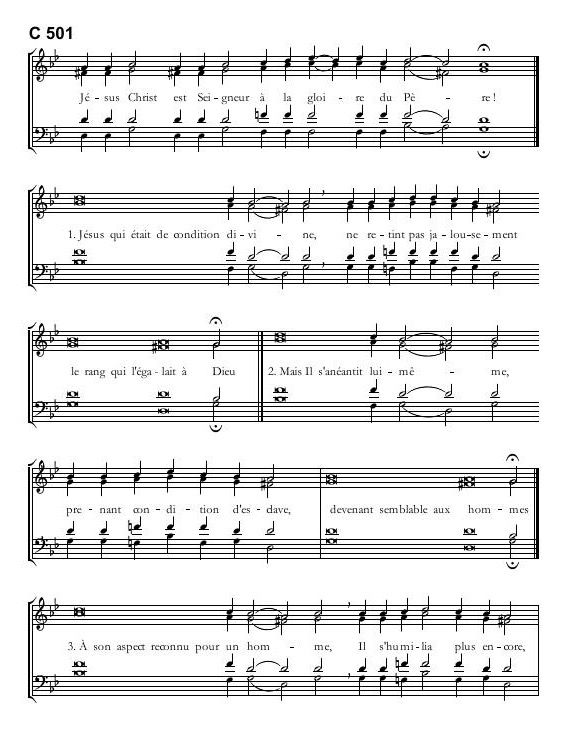 C 501
Jé - sus Christ est Sei - gneur à la gloi - re du Pè - re!
1. Jésus qui était de condition di - vi - ne, ne re - tint pas ja - lou - se - ment
le rang qui l'éga - lait à Dieu 2. Mais Il s'anéantit lui - mê - me,
pre - nant con - di - tion d'es - clave, devenant semblable aux hom - mes
3. À son aspect reconnu pour un hom - me, Il s'humi - lia plus en - core,